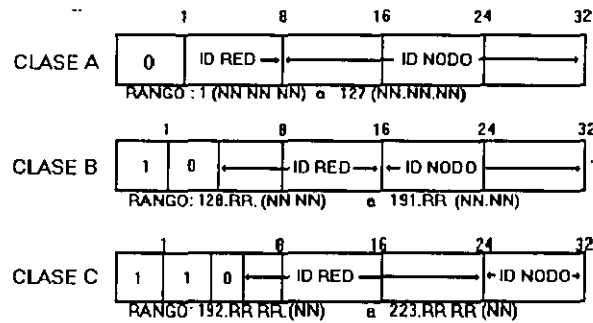 1 8 16 24 32
CLASE A 0 ID RED ID NODO
RANGO: 1 (NN NN NN) a 127 (NN.NN.NN)
1 8 16 24 32
CLASE B 1 0 ID RED ID NODO
RANGO: 128.RR. (NN NN) a 191.RR (NN.NN)
1 8 16 24 32
CLASE C 1 1 0 ID RED ID NODO
RANGO: 192.RR RR. (NN) a 223.RR RR (NN)